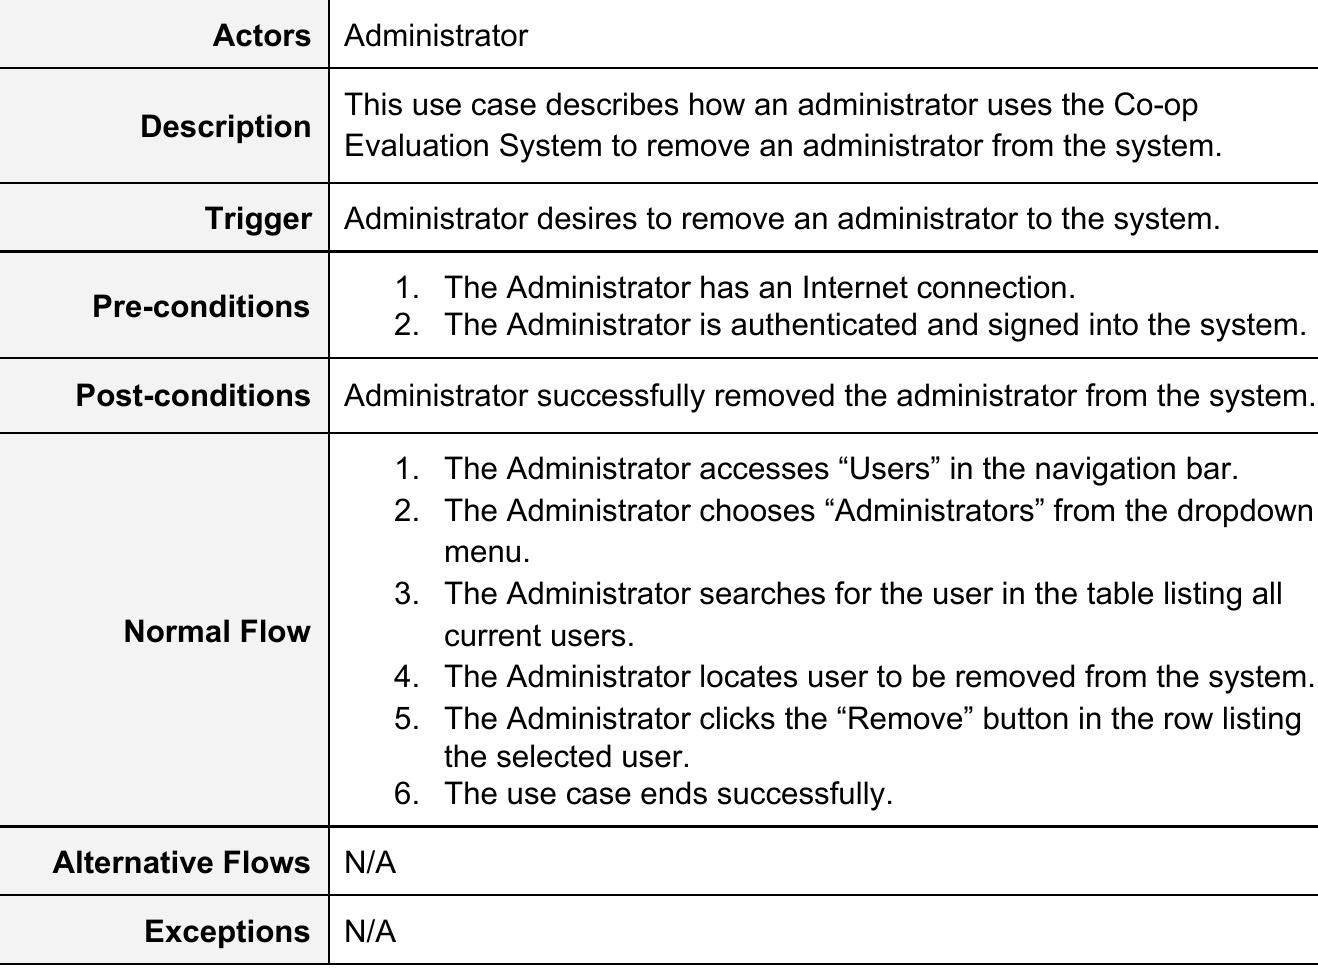 Actors Administrator
Description This use case describes how an administrator uses the Co-op
Evaluation System to remove an administrator from the system.
Trigger Administrator desires to remove an administrator to the system.
Pre-conditions
1. The Administrator has an Internet connection.
2. The Administrator is authenticated and signed into the system.
Post-conditions Administrator successfully removed the administrator from the system.
Normal Flow
1. The Administrator accesses “Users” in the navigation bar.
2. The Administrator chooses “Administrators” from the dropdown
menu.
3. The Administrator searches for the user in the table listing all
current users.
4. The Administrator locates user to be removed from the system.
5. The Administrator clicks the “Remove” button in the row listing
the selected user.
6. The use case ends successfully.
Alternative Flows N/A
Exceptions N/A